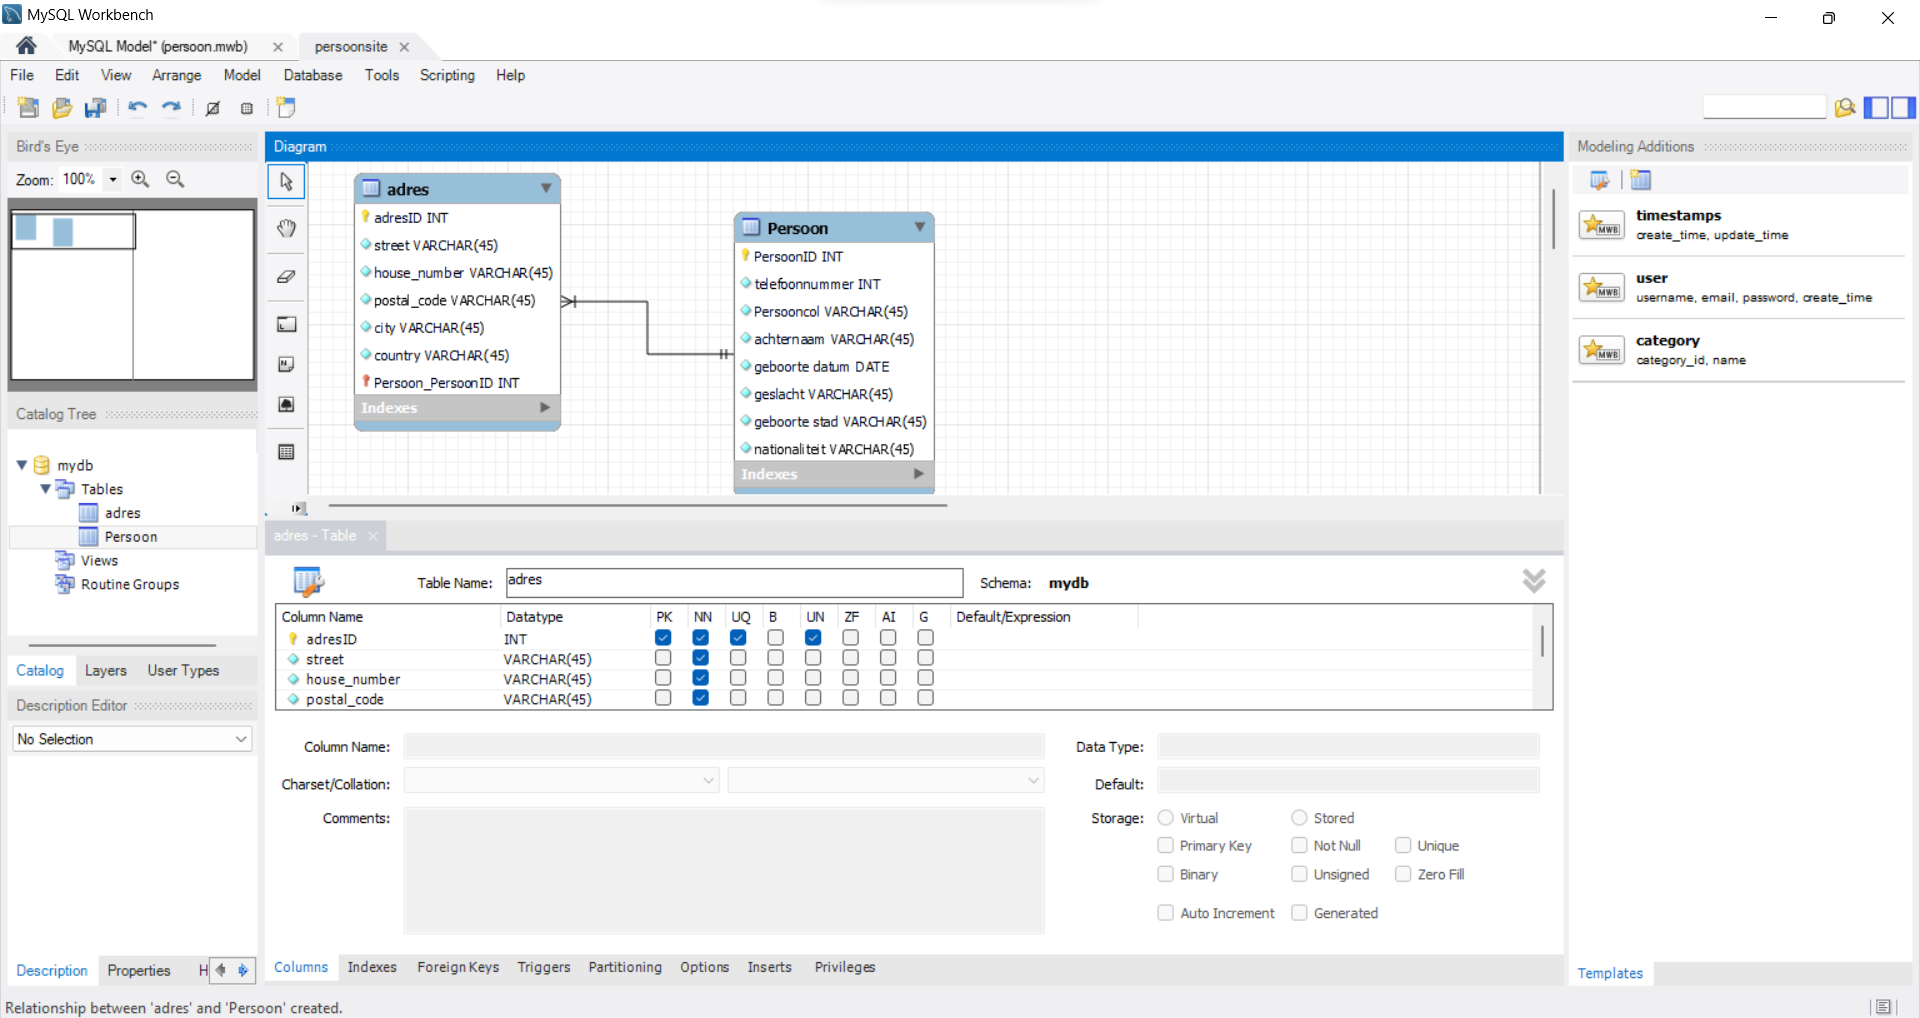 MySQL Workbench
MySQL Model* (persoon.mwb)
persoonsite
File Edit View Arrange Model Database Tools Scripting Help
Bird's Eye
Zoom: 100%
Catalog Tree
mydb
Tables
adres
Persoon
Views
Routine Groups
Catalog Layers User Types
Description Editor
No Selection
Description Properties H
Diagram
adres
adresID INT
street VARCHAR(45)
house_number VARCHAR(45)
postal_code VARCHAR(45)
city VARCHAR(45)
country VARCHAR(45)
Persoon_PersoonID INT
Indexes
Persoon
PersoonID INT
telefoonnummer INT
Persooncol VARCHAR(45)
achternaam VARCHAR(45)
geboorte datum DATE
geslacht VARCHAR(45)
geboorte stad VARCHAR(45)
nationaliteit VARCHAR(45)
Indexes
adres - Table
Table Name: adres Schema: mydb
Column Name Datatype PK NN UQ B UN ZF AI G Default/Expression
adresID INT
street VARCHAR(45)
house_number VARCHAR(45)
postal_code VARCHAR(45)
Column Name: Data Type:
Charset/Collation: Default:
Comments: Storage: Virtual Stored
Primary Key Not Null Unique
Binary Unsigned Zero Fill
Auto Increment Generated
Columns Indexes Foreign Keys Triggers Partitioning Options Inserts Privileges
Modeling Additions
MWB
timestamps
create_time, update_time
MWB
user
username, email, password, create_time
MWB
category
category_id, name
Templates
Relationship between 'adres' and 'Persoon' created.